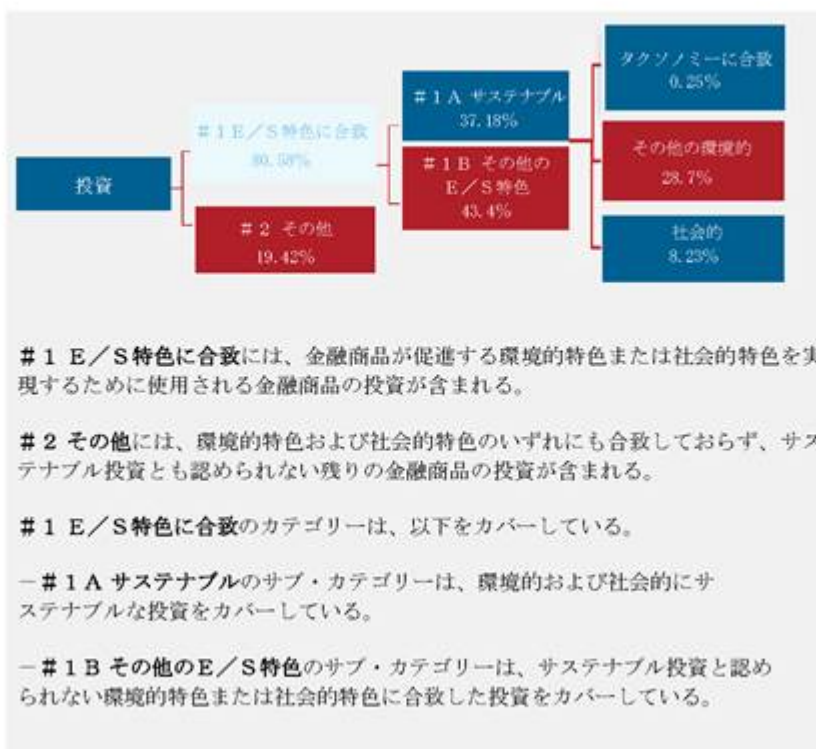 タクソノミーに合致
0.25%
＃１Ａ サステナブル
37.18%
＃１Ｅ／Ｓ特色に合致
80.58%
その他の環境的
28.7%
＃１Ｂ その他の
Ｅ／Ｓ特色
43.4%
投資
＃２ その他
19.42%
社会的
8.23%
＃１ Ｅ／Ｓ特色に合致には、金融商品が促進する環境的特色または社会的特色を実
現するために使用される金融商品の投資が含まれる。
＃２ その他には、環境的特色および社会的特色のいずれにも合致しておらず、サス
テナブル投資とも認められない残りの金融商品の投資が含まれる。
＃１ Ｅ／Ｓ特色に合致のカテゴリーは、以下をカバーしている。
－＃１Ａ サステナブルのサブ・カテゴリーは、環境的および社会的にサ
ステナブルな投資をカバーしている。
－＃１Ｂ その他のＥ／Ｓ特色のサブ・カテゴリーは、サステナブル投資と認め
られない環境的特色または社会的特色に合致した投資をカバーしている。